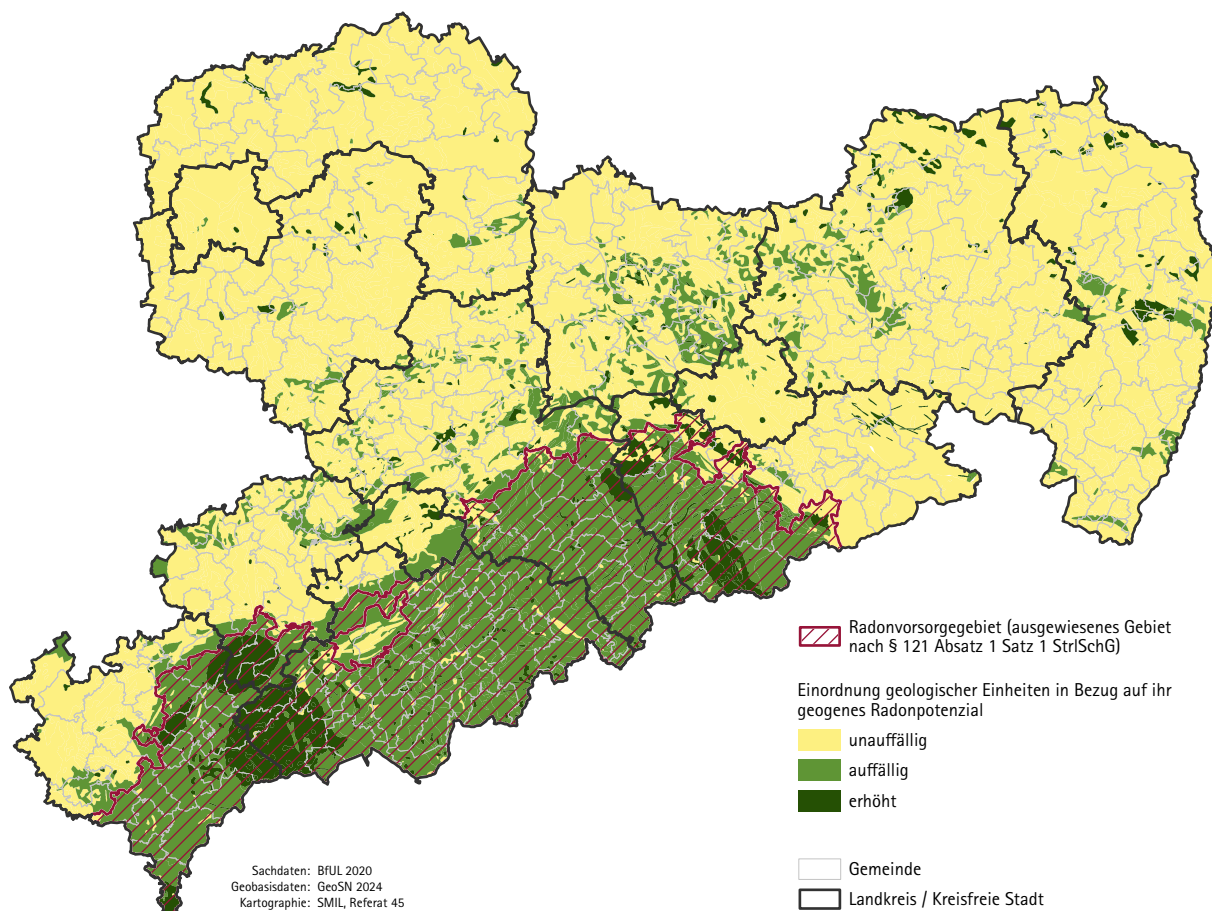 Radonvorsorgegebiet (ausgewiesenes Gebiet
nach § 121 Absatz 1 Satz 1 StrlSchG)
Einordnung geologischer Einheiten in Bezug auf ihr
geogenes Radonpotenzial
unauffällig
auffällig
erhöht
Gemeinde
Landkreis / Kreisfreie Stadt
Sachdaten: BfUL 2020
Geobasisdaten: GeoSN 2024
Kartographie: SMIL, Referat 45